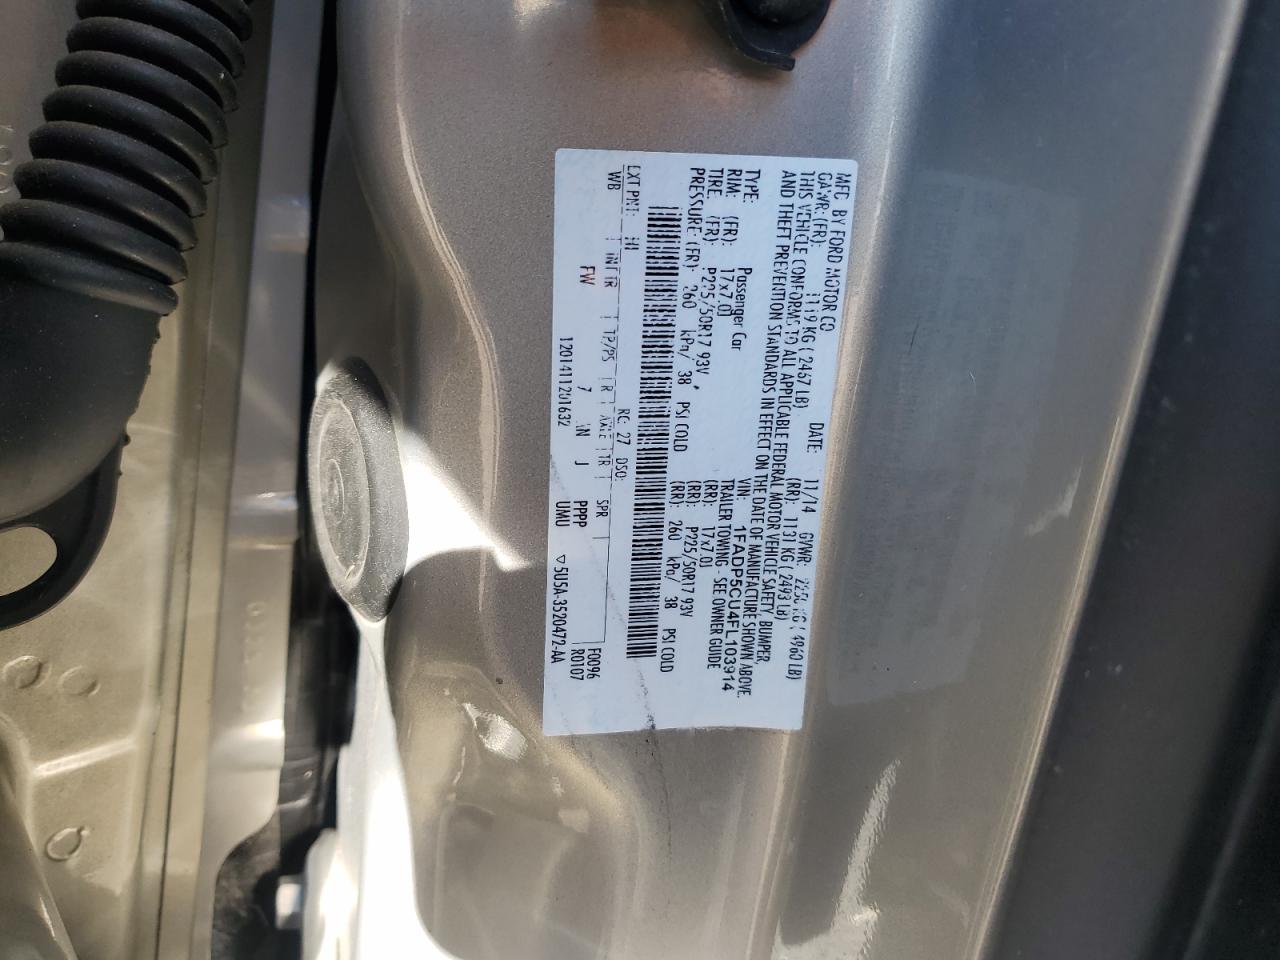 MFD. BY FORD MOTOR CO.
DATE: 11/14 GVWR: 2250 KG ( 4960 LB)
GAWR: (FR): 1119 KG ( 2467 LB) (RR): 1131 KG ( 2493 LB)
THIS VEHICLE CONFORMS TO ALL APPLICABLE FEDERAL MOTOR VEHICLE SAFETY, BUMPER,
AND THEFT PREVENTION STANDARDS IN EFFECT ON THE DATE OF MANUFACTURE SHOWN ABOVE.
VIN: 1FADP5CU4FL103914
TYPE: Passenger Car TRAILER TOWING - SEE OWNER GUIDE
RIM: (FR): 17x7.0J (RR): 17x7.0J
TIRE: (FR): P225/50R17 93V (RR): P225/50R17 93V
PRESSURE: (FR): 260 kPa/ 38 PSI COLD (RR): 260 kPa/ 38 PSI COLD
EXT PNT: RC: 27 DSO: F0096
WB INT TR TP/PS R AXLE TR SPR R0107
FW 7 J PPPP
1201411201632 UMU 5U5A-3520472-AA